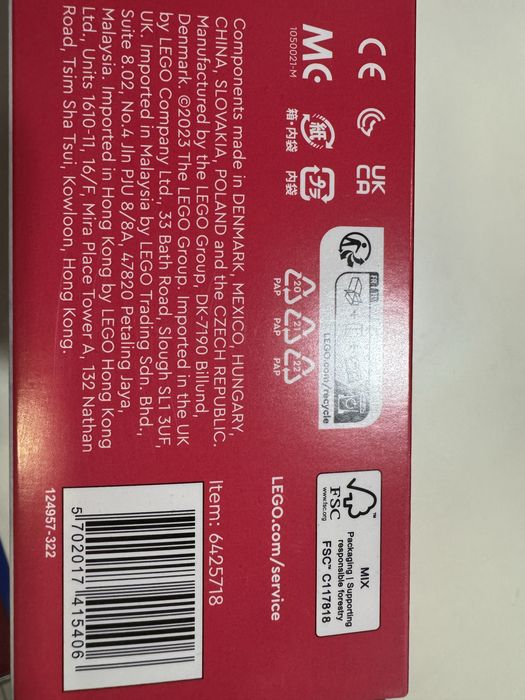 CE
UK
CA
MC
1050021-M
紙
箱・内袋
プラ
内袋
FR
LEGO.com/recycle
20
PAP
21
PAP
22
PAP
FSC
www.fsc.org
MIX
Packaging | Supporting
responsible forestry
FSC™ C117818
Components made in DENMARK, MEXICO, HUNGARY,
CHINA, SLOVAKIA, POLAND and the CZECH REPUBLIC.
Manufactured by the LEGO Group, DK-7190 Billund,
Denmark. ©2023 The LEGO Group. Imported in the UK
by LEGO Company Ltd., 33 Bath Road, Slough SL1 3UF,
UK. Imported in Malaysia by LEGO Trading Sdn. Bhd.,
Suite 8.02, No.4 Jln PJU 8/8A, 47820 Petaling Jaya,
Malaysia. Imported in Hong Kong by LEGO Hong Kong
Ltd., Units 1610-11, 16/F, Mira Place Tower A, 132 Nathan
Road, Tsim Sha Tsui, Kowloon, Hong Kong.
LEGO.com/service
Item: 6425718
5 702017 415406
124957-322